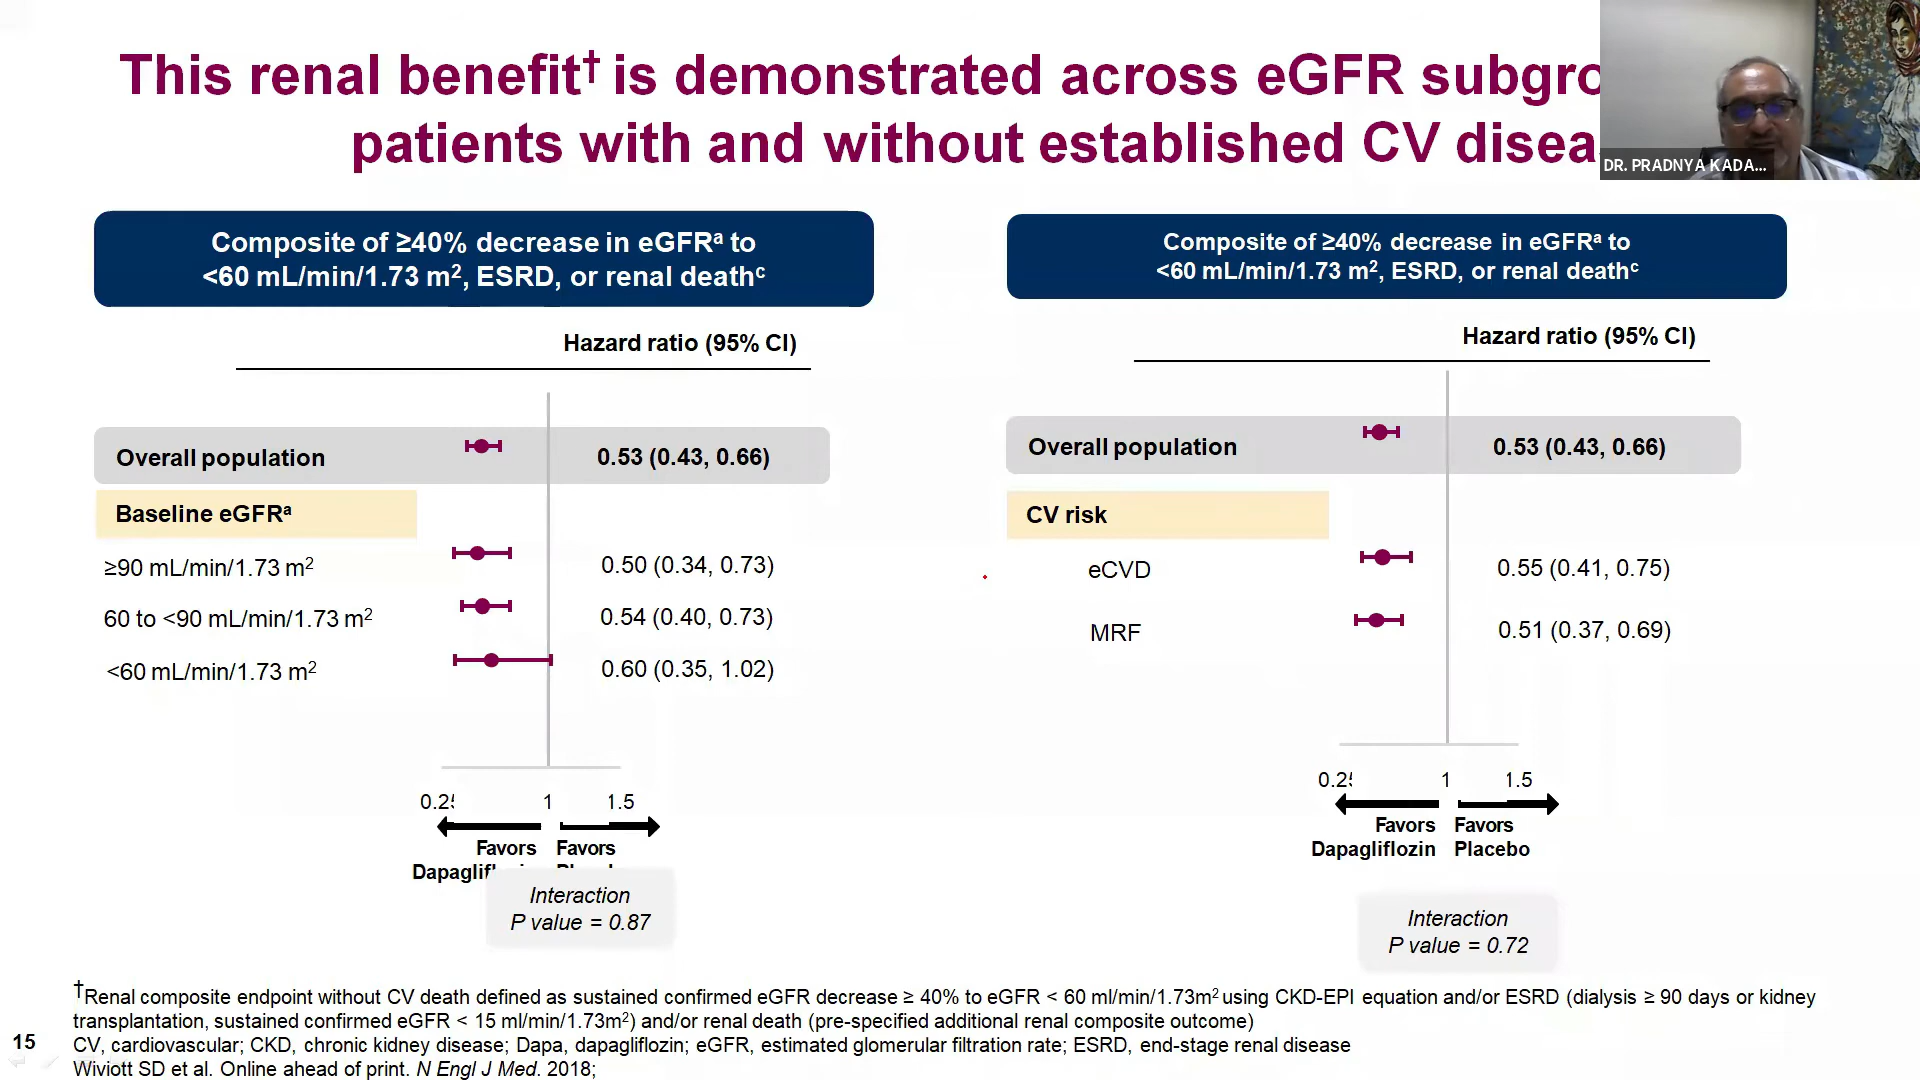 This renal benefit† is demonstrated across eGFR subgro
patients with and without established CV disea
DR. PRADNYA KADA...
Composite of ≥40% decrease in eGFRᵃ to
<60 mL/min/1.73 m², ESRD, or renal deathᶜ
Hazard ratio (95% CI)
Overall population 0.53 (0.43, 0.66)
Baseline eGFRᵃ
≥90 mL/min/1.73 m² 0.50 (0.34, 0.73)
60 to <90 mL/min/1.73 m² 0.54 (0.40, 0.73)
<60 mL/min/1.73 m² 0.60 (0.35, 1.02)
0.25 1 1.5
Favors Favors
Dapaglif
Interaction
P value = 0.87
Composite of ≥40% decrease in eGFRᵃ to
<60 mL/min/1.73 m², ESRD, or renal deathᶜ
Hazard ratio (95% CI)
Overall population 0.53 (0.43, 0.66)
CV risk
eCVD 0.55 (0.41, 0.75)
MRF 0.51 (0.37, 0.69)
0.25 1 1.5
Favors Favors
Dapagliflozin Placebo
Interaction
P value = 0.72
†Renal composite endpoint without CV death defined as sustained confirmed eGFR decrease ≥ 40% to eGFR < 60 ml/min/1.73m² using CKD-EPI equation and/or ESRD (dialysis ≥ 90 days or kidney
transplantation, sustained confirmed eGFR < 15 ml/min/1.73m²) and/or renal death (pre-specified additional renal composite outcome)
CV, cardiovascular; CKD, chronic kidney disease; Dapa, dapagliflozin; eGFR, estimated glomerular filtration rate; ESRD, end-stage renal disease
Wiviott SD et al. Online ahead of print. N Engl J Med. 2018;
15